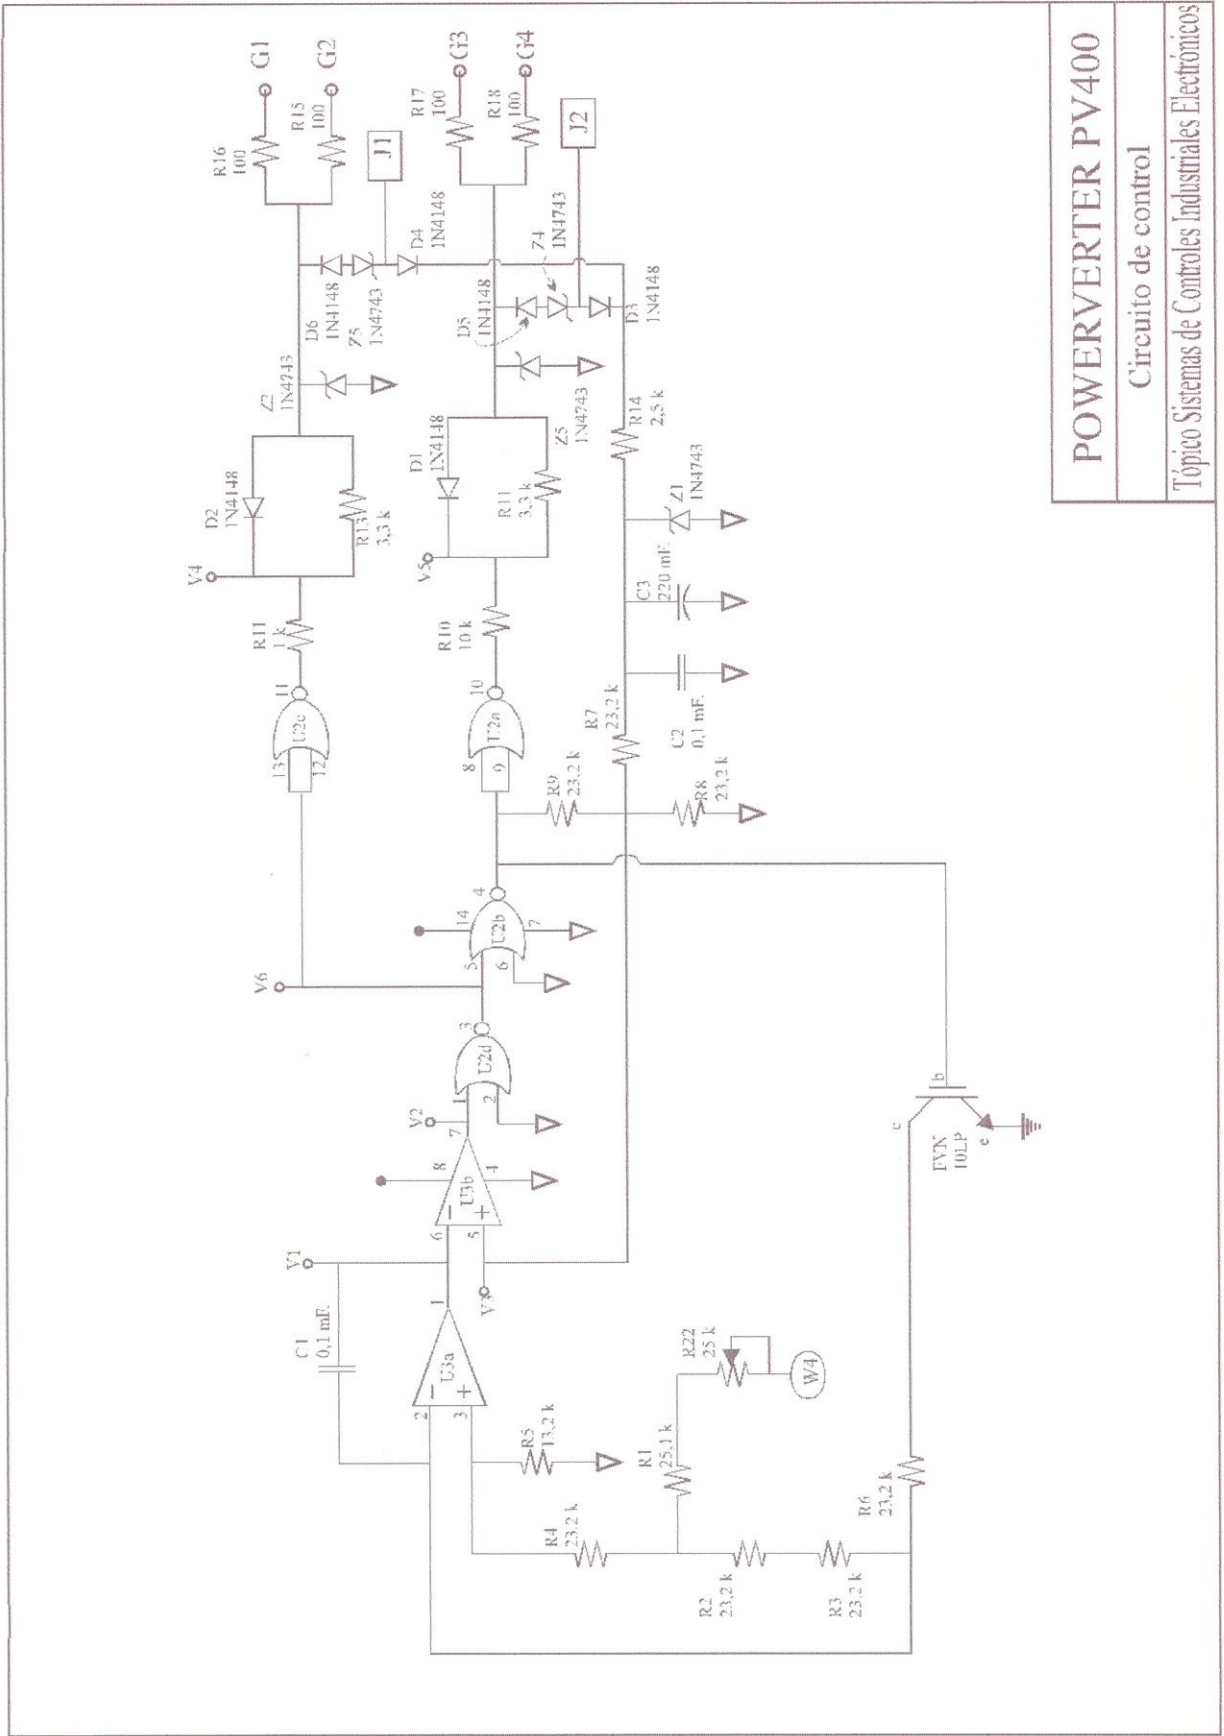 R16
100
G1
R15
100
G2
J1
D6
1N4148
Z5
1N4743
D4
1N4148
Z2
1N4743
D2
1N4148
R13
3,3 k
V4
R11
1 k
11
U2c
13
12
R17
100
G3
R18
100
G4
J2
D5
1N4148
Z4
1N4743
D3
1N4148
Z5
1N4743
D1
1N4148
R11
3,3 k
V5
R10
10 k
10
U2a
8
9
R14
2,5 k
Z1
1N4743
C3
220 mF.
C2
0,1 mF.
R7
23,2 k
R9
23,2 k
R8
23,2 k
V6
4
14
U2b
7
5
6
3
U2d
1
2
V2
7
8
U3b
4
6
5
V1
V3
C1
0,1 mF.
1
U3a
2
3
R5
13,2 k
R4
23,2 k
R1
25,1 k
R22
25 k
W4
R2
23,2 k
R3
23,2 k
R6
23,2 k
c
b
e
FVN
10LP
POWERVERTER PV400
Circuito de control
Tópico Sistemas de Controles Industriales Electrónicos